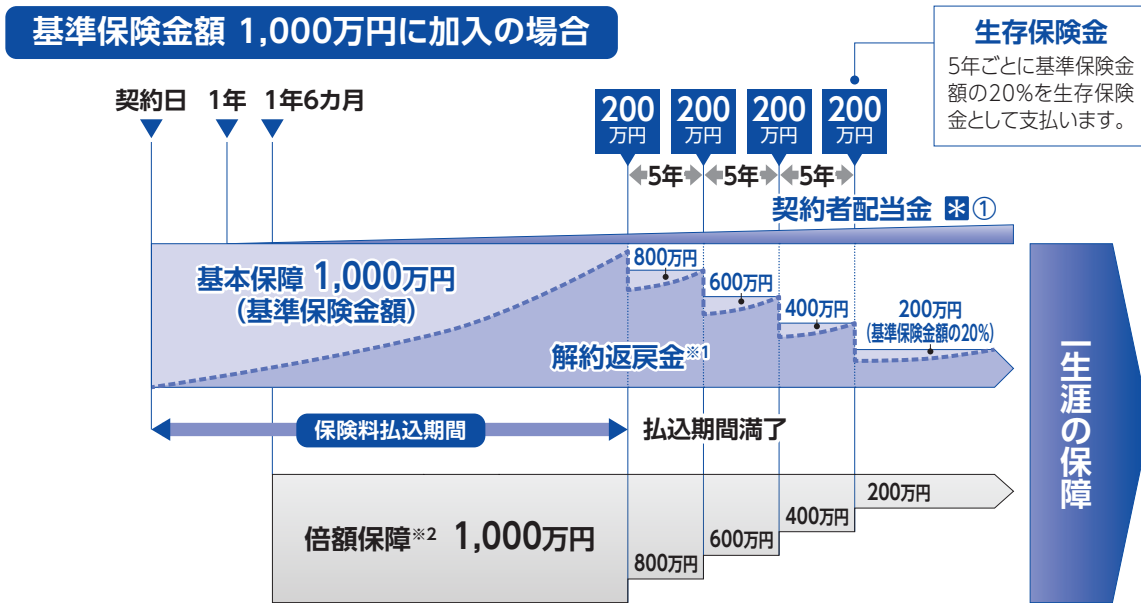 基準保険金額 1,000万円に加入の場合
生存保険金
5年ごとに基準保険金
額の20%を生存保険
金として支払います。
契約日 1年 1年6カ月
200
万円
200
万円
200
万円
200
万円
5年 5年 5年
契約者配当金 *①
基本保障 1,000万円
(基準保険金額)
800万円
600万円
400万円
200万円
(基準保険金額の20%)
解約返戻金※1
一生涯の保障
保険料払込期間
払込期間満了
倍額保障※2 1,000万円
800万円
600万円
400万円
200万円